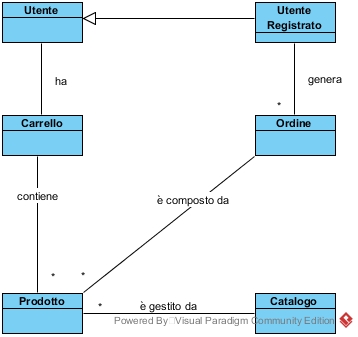 Utente
Utente
Registrato
ha
genera
*
Carrello
Ordine
contiene
è composto da
*
*
Prodotto
*
è gestito da
Catalogo
Powered By Visual Paradigm Community Edition